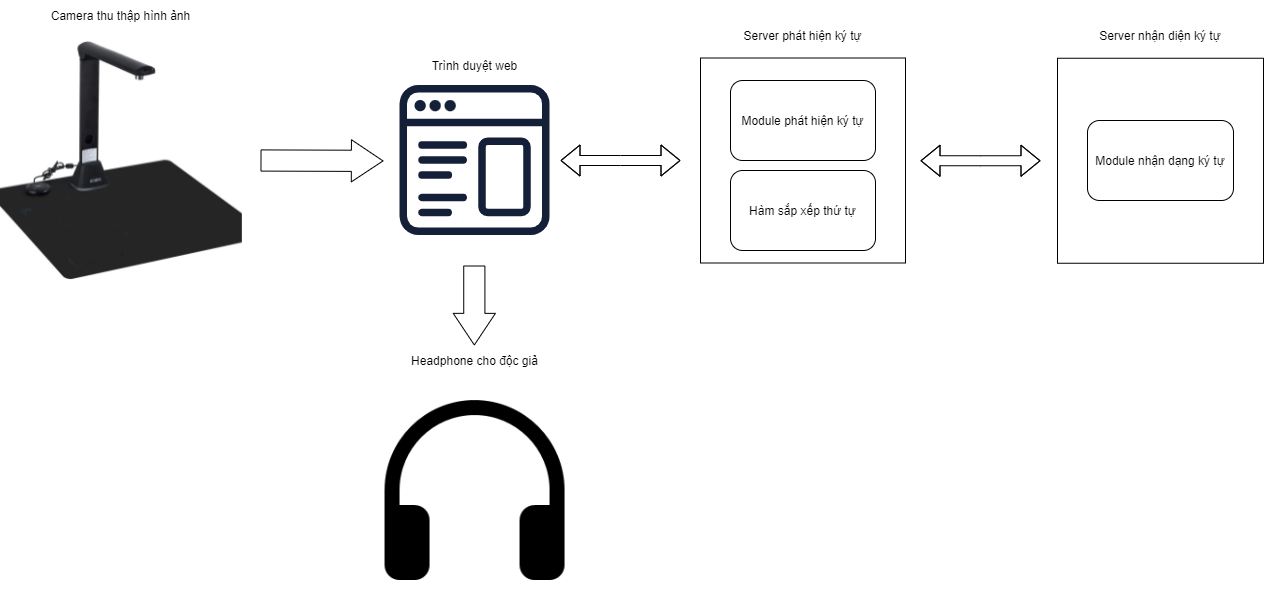 Camera thu thập hình ảnh
Trình duyệt web
Server phát hiện ký tự
Module phát hiện ký tự
Hàm sắp xếp thứ tự
Server nhận diện ký tự
Module nhận dạng ký tự
Headphone cho độc giả